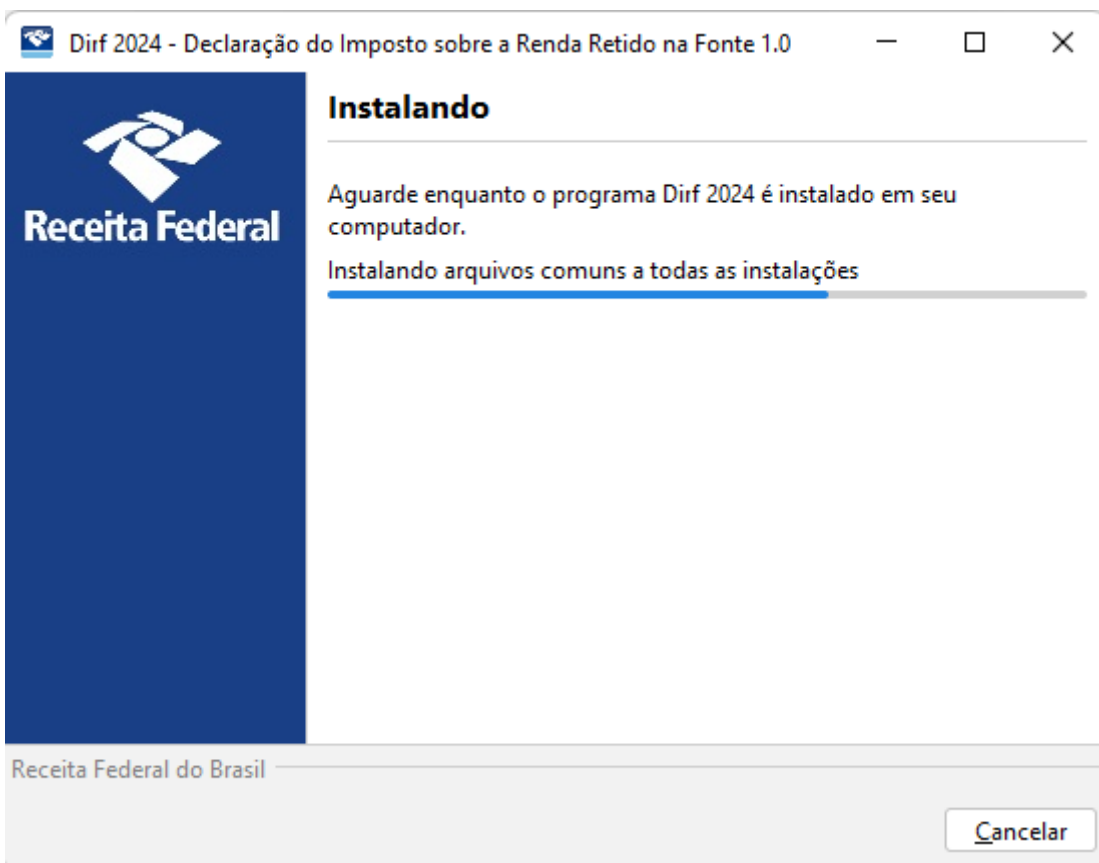 Dirf 2024 - Declaração do Imposto sobre a Renda Retido na Fonte 1.0
Receita Federal
Instalando
Aguarde enquanto o programa Dirf 2024 é instalado em seu
computador.
Instalando arquivos comuns a todas as instalações
Receita Federal do Brasil
Cancelar